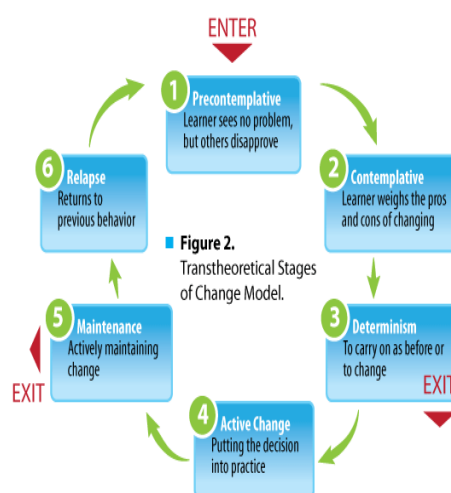 ENTER
1
Precontemplative
Learner sees no problem,
but others disapprove
2
Contemplative
Learner weighs the pros
and cons of changing
3
Determinism
To carry on as before or
to change
EXIT
4
Active Change
Putting the decision
into practice
5
Maintenance
Actively maintaining
change
EXIT
6
Relapse
Returns to
previous behavior
Figure 2.
Transtheoretical Stages
of Change Model.